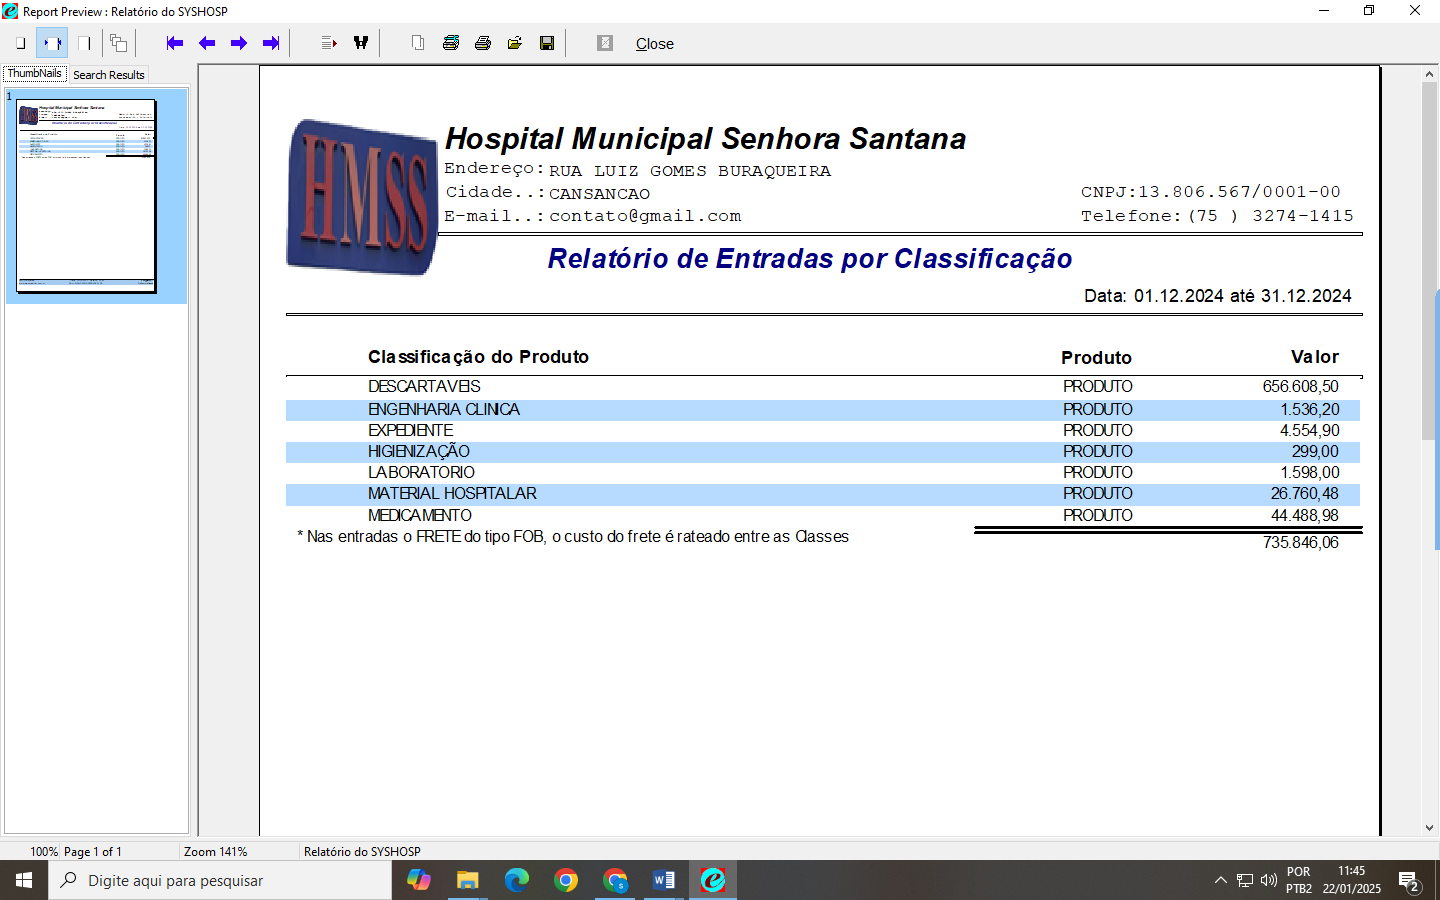 Report Preview : Relatório do SYSHOSP
Close
ThumbNails
Search Results
1
HMSS
Hospital Municipal Senhora Santana
Endereço: RUA LUIZ GOMES BURAQUEIRA
Cidade..: CANSANCAO
CNPJ:13.806.567/0001-00
E-mail..: contato@gmail.com
Telefone: (75 ) 3274-1415
Relatório de Entradas por Classificação
Data: 01.12.2024 até 31.12.2024
Classificação do Produto Produto Valor
DESCARTAVEIS PRODUTO 656.608,50
ENGENHARIA CLINICA PRODUTO 1.536,20
EXPEDIENTE PRODUTO 4.554,90
HIGIENIZAÇÃO PRODUTO 299,00
LABORATORIO PRODUTO 1.598,00
MATERIAL HOSPITALAR PRODUTO 26.760,48
MEDICAMENTO PRODUTO 44.488,98
* Nas entradas o FRETE do tipo FOB, o custo do frete é rateado entre as Classes
735.846,06
100% Page 1 of 1 Zoom 141% Relatório do SYSHOSP
Digite aqui para pesquisar
POR
PTB2
11:45
22/01/2025
2